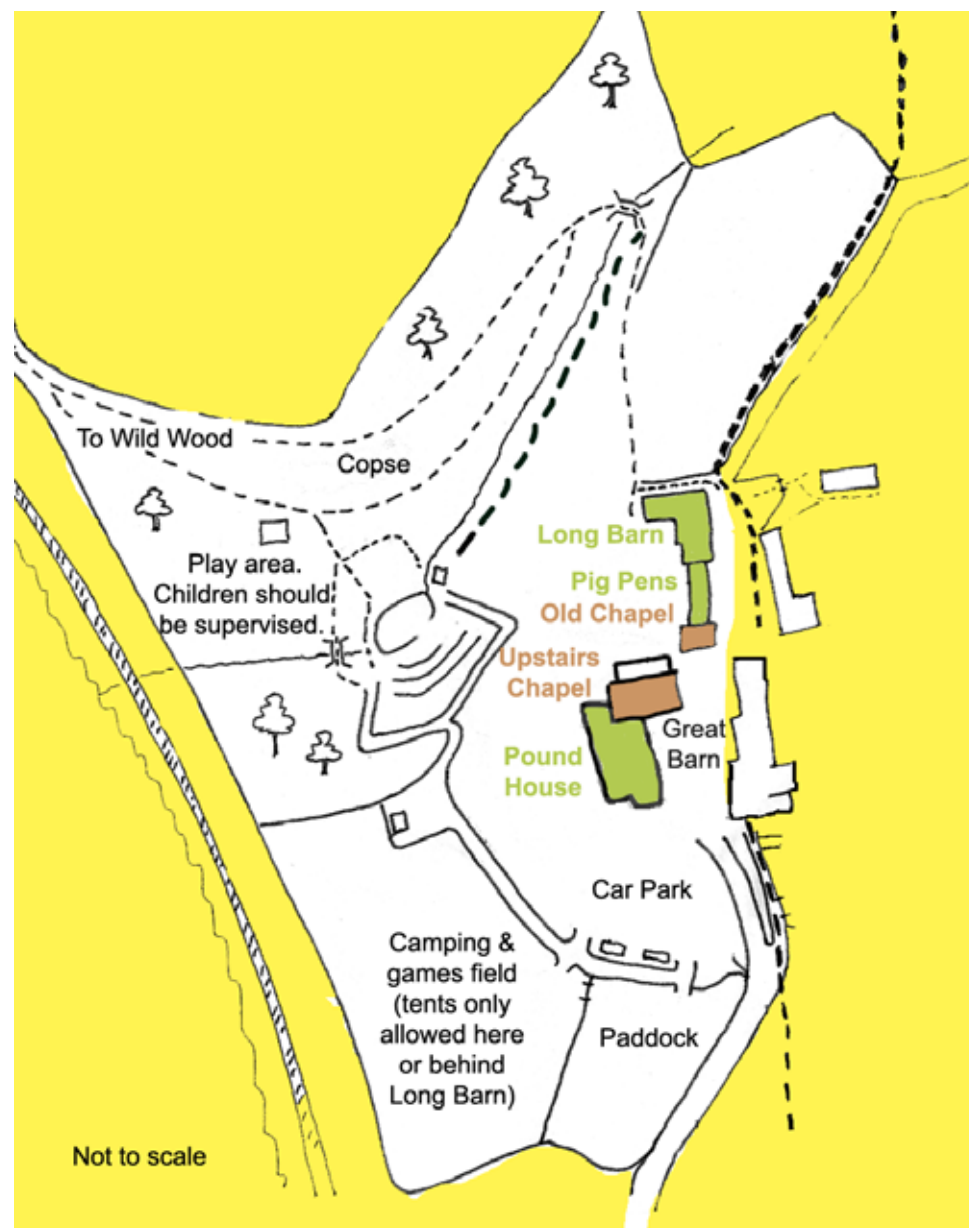 To Wild Wood
Copse
Long Barn
Play area.
Children should
be supervised.
Pig Pens
Old Chapel
Upstairs
Chapel
Great
Barn
Pound
House
Car Park
Camping &
games field
(tents only
allowed here
or behind
Long Barn)
Paddock
Not to scale